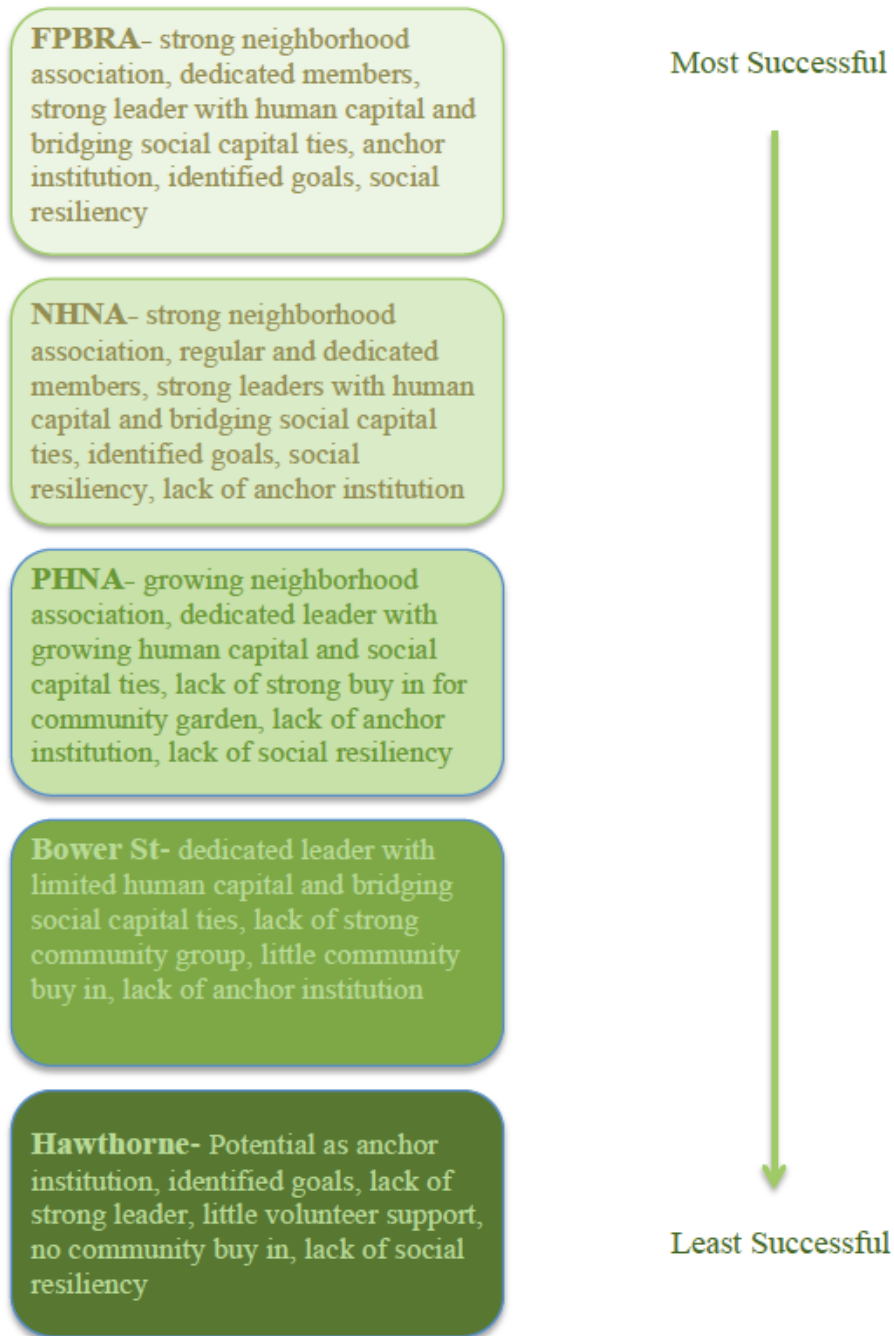 FPBRA- strong neighborhood
association, dedicated members,
strong leader with human capital and
bridging social capital ties, anchor
institution, identified goals, social
resiliency
Most Successful
NHNA- strong neighborhood
association, regular and dedicated
members, strong leaders with human
capital and bridging social capital
ties, identified goals, social
resiliency, lack of anchor institution
PHNA- growing neighborhood
association, dedicated leader with
growing human capital and social
capital ties, lack of strong buy in for
community garden, lack of anchor
institution, lack of social resiliency
Bower St- dedicated leader with
limited human capital and bridging
social capital ties, lack of strong
community group, little community
buy in, lack of anchor institution
Hawthorne- Potential as anchor
institution, identified goals, lack of
strong leader, little volunteer support,
no community buy in, lack of social
resiliency
Least Successful